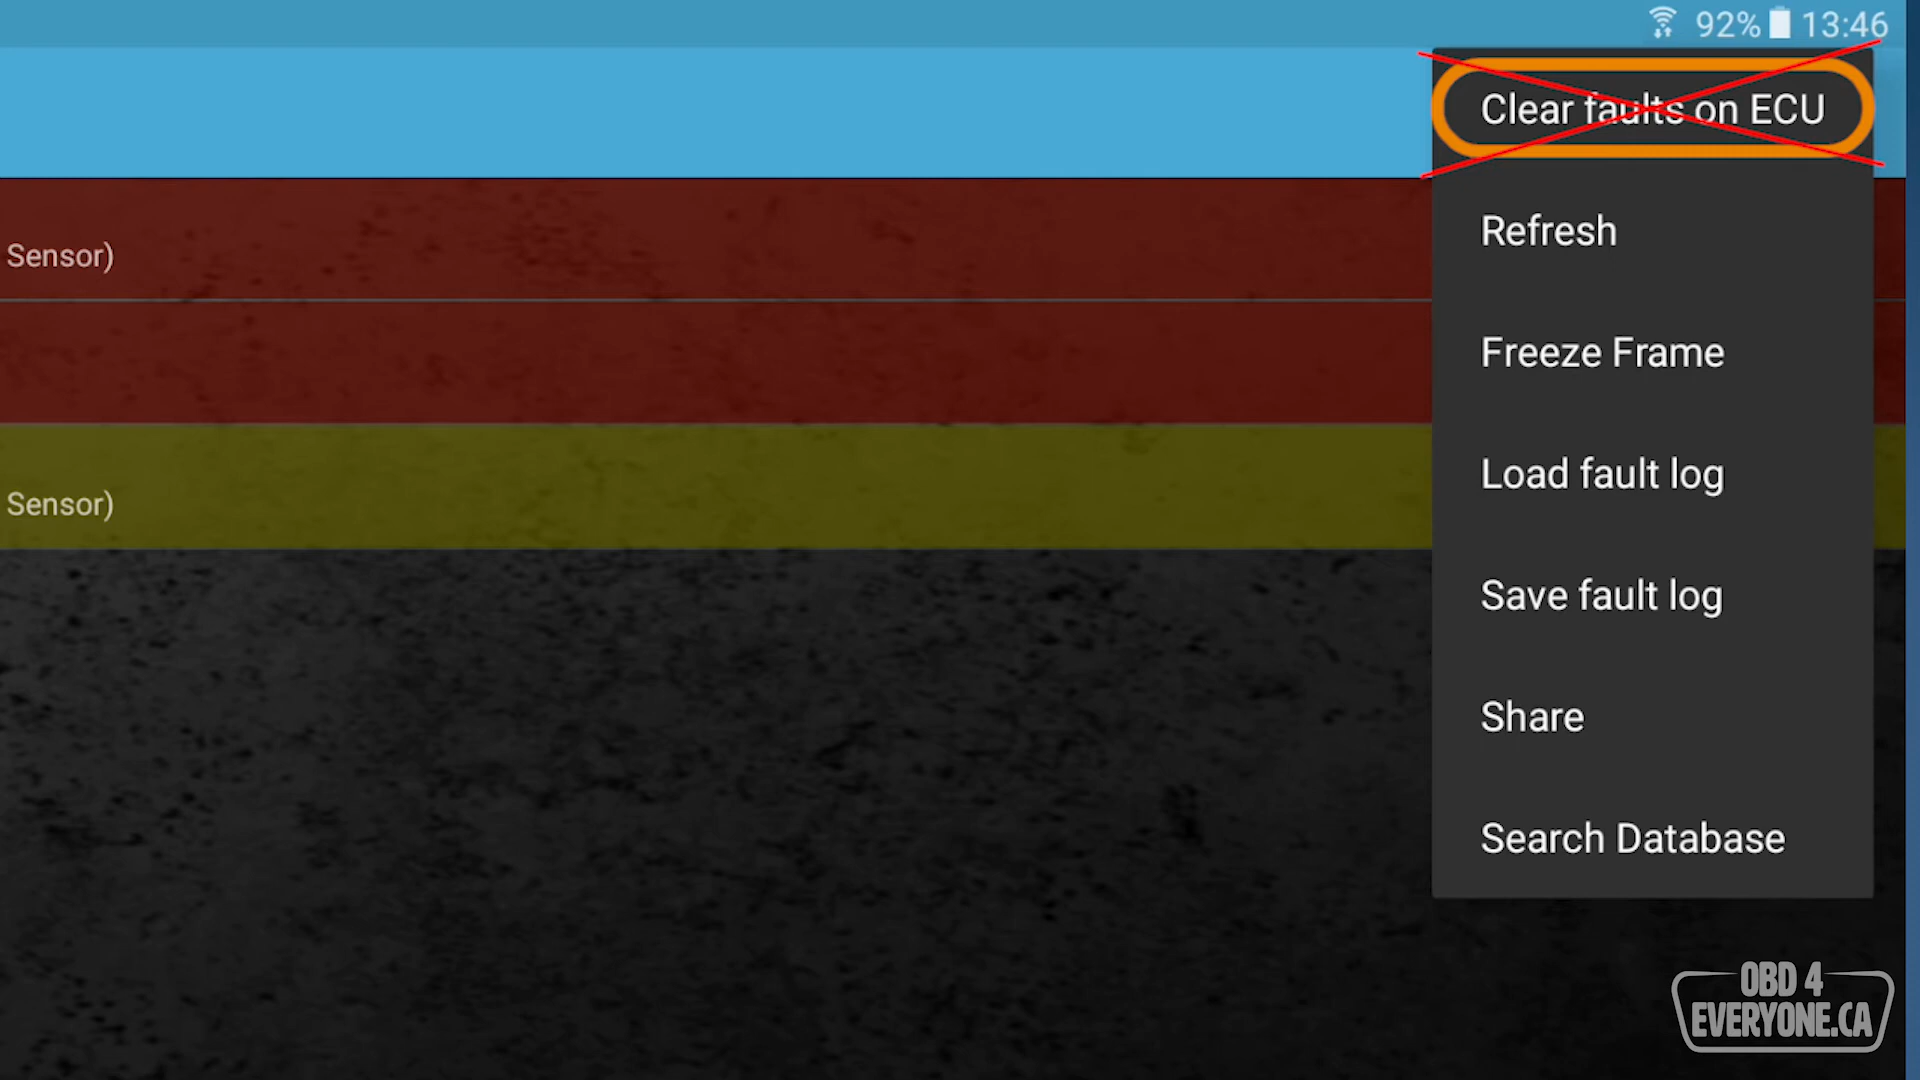 92% 13:46
Clear faults on ECU
Refresh
Sensor)
Freeze Frame
Load fault log
Sensor)
Save fault log
Share
Search Database
OBD 4
EVERYONE.CA